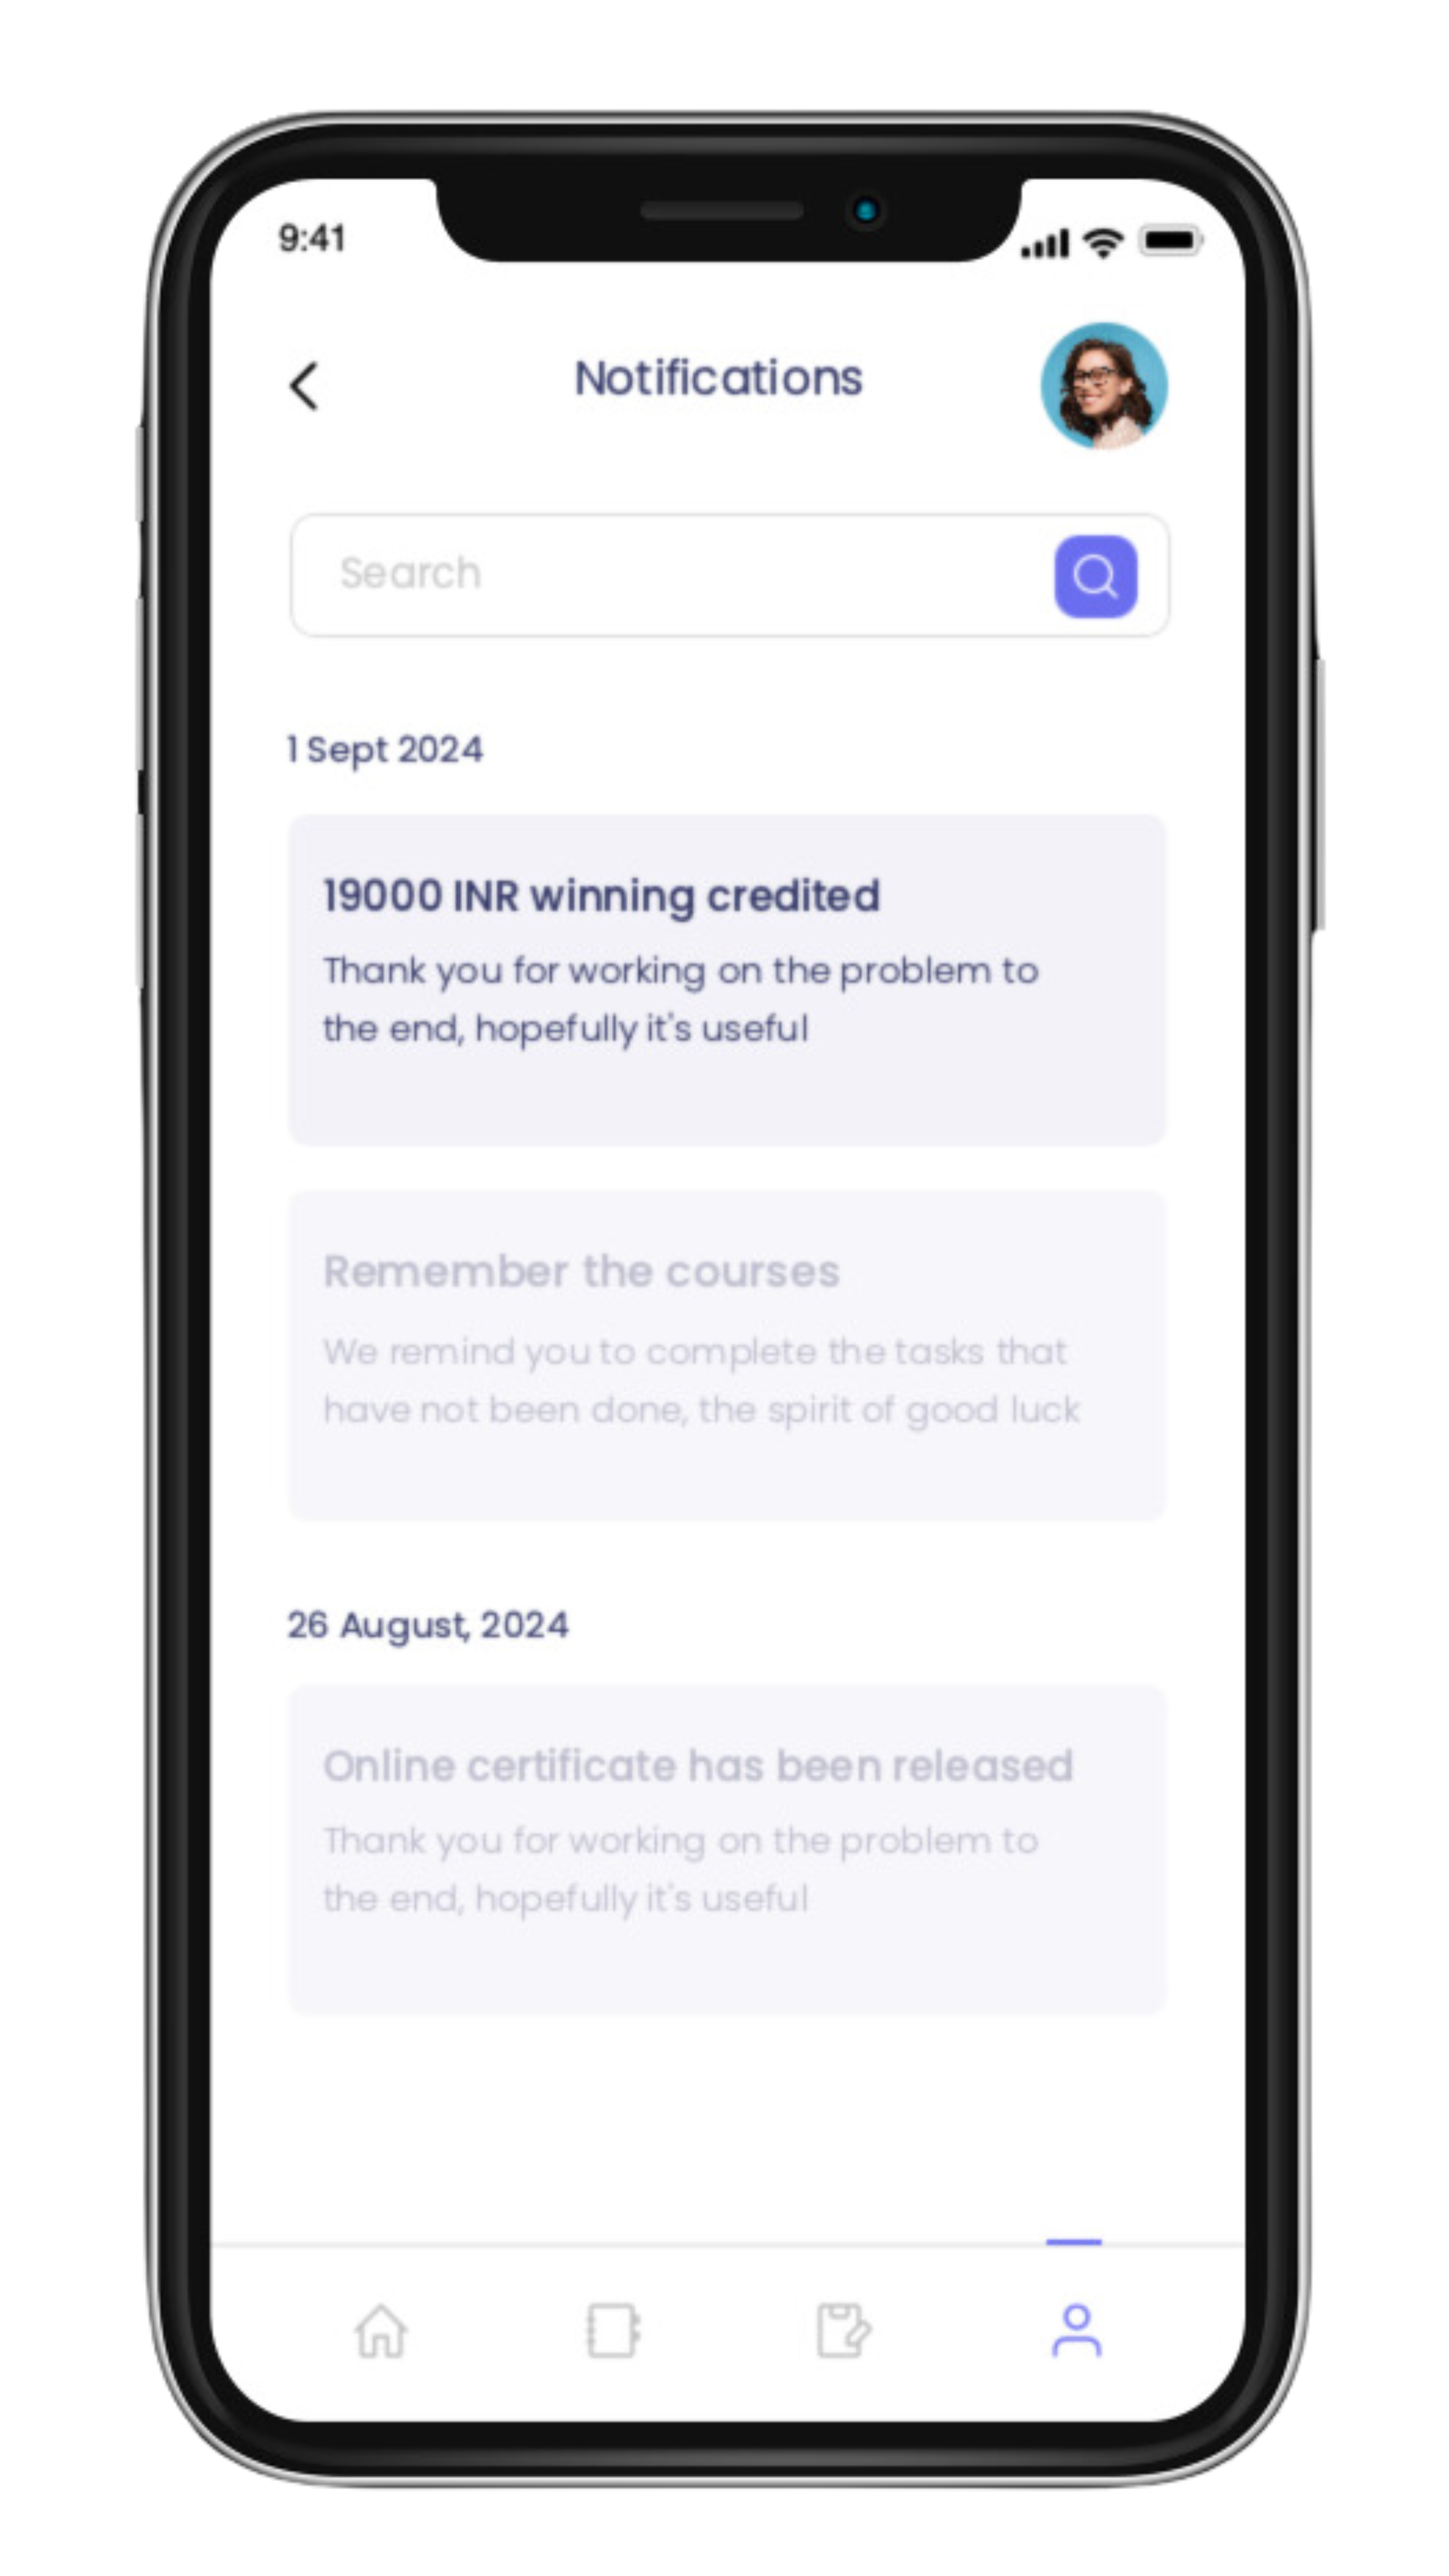 9:41
Notifications
Search
1 Sept 2024
19000 INR winning credited
Thank you for working on the problem to
the end, hopefully it's useful
Remember the courses
We remind you to complete the tasks that
have not been done, the spirit of good luck
26 August, 2024
Online certificate has been released
Thank you for working on the problem to
the end, hopefully it's useful